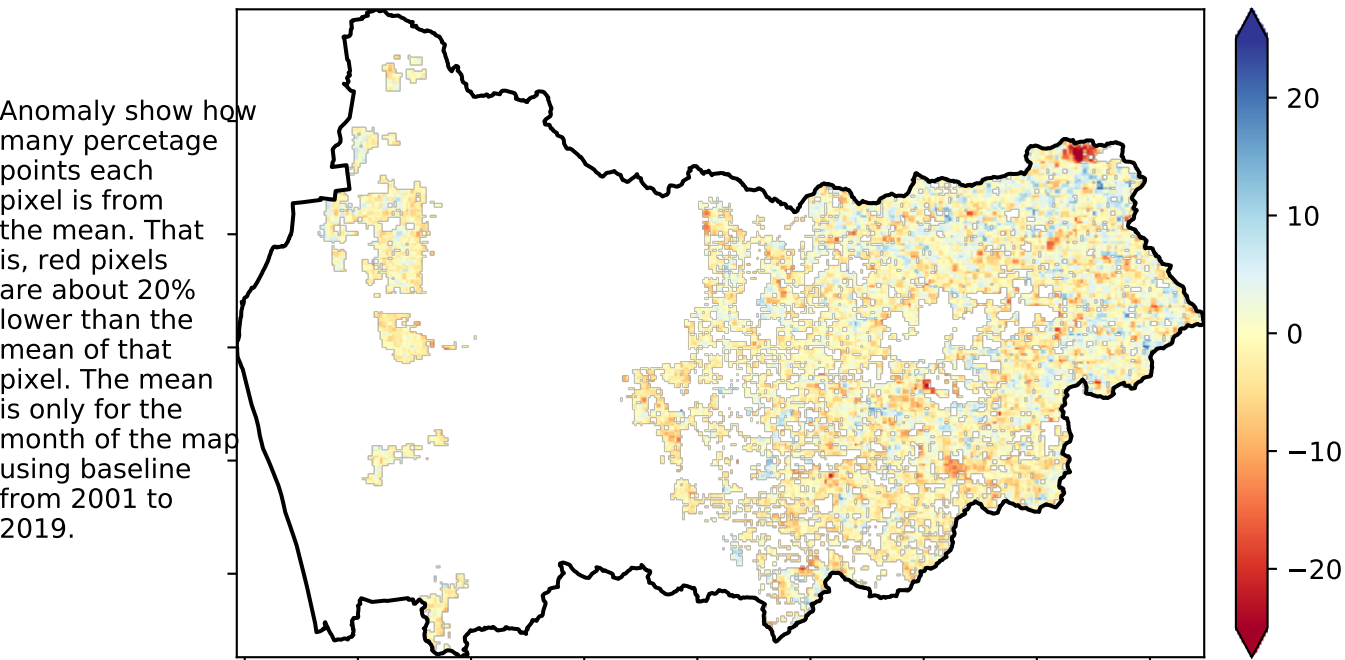 Anomaly show how
many percetage
points each
pixel is from
the mean. That
is, red pixels
are about 20%
lower than the
mean of that
pixel. The mean
is only for the
month of the map
using baseline
from 2001 to
2019.
20
10
0
−10
−20